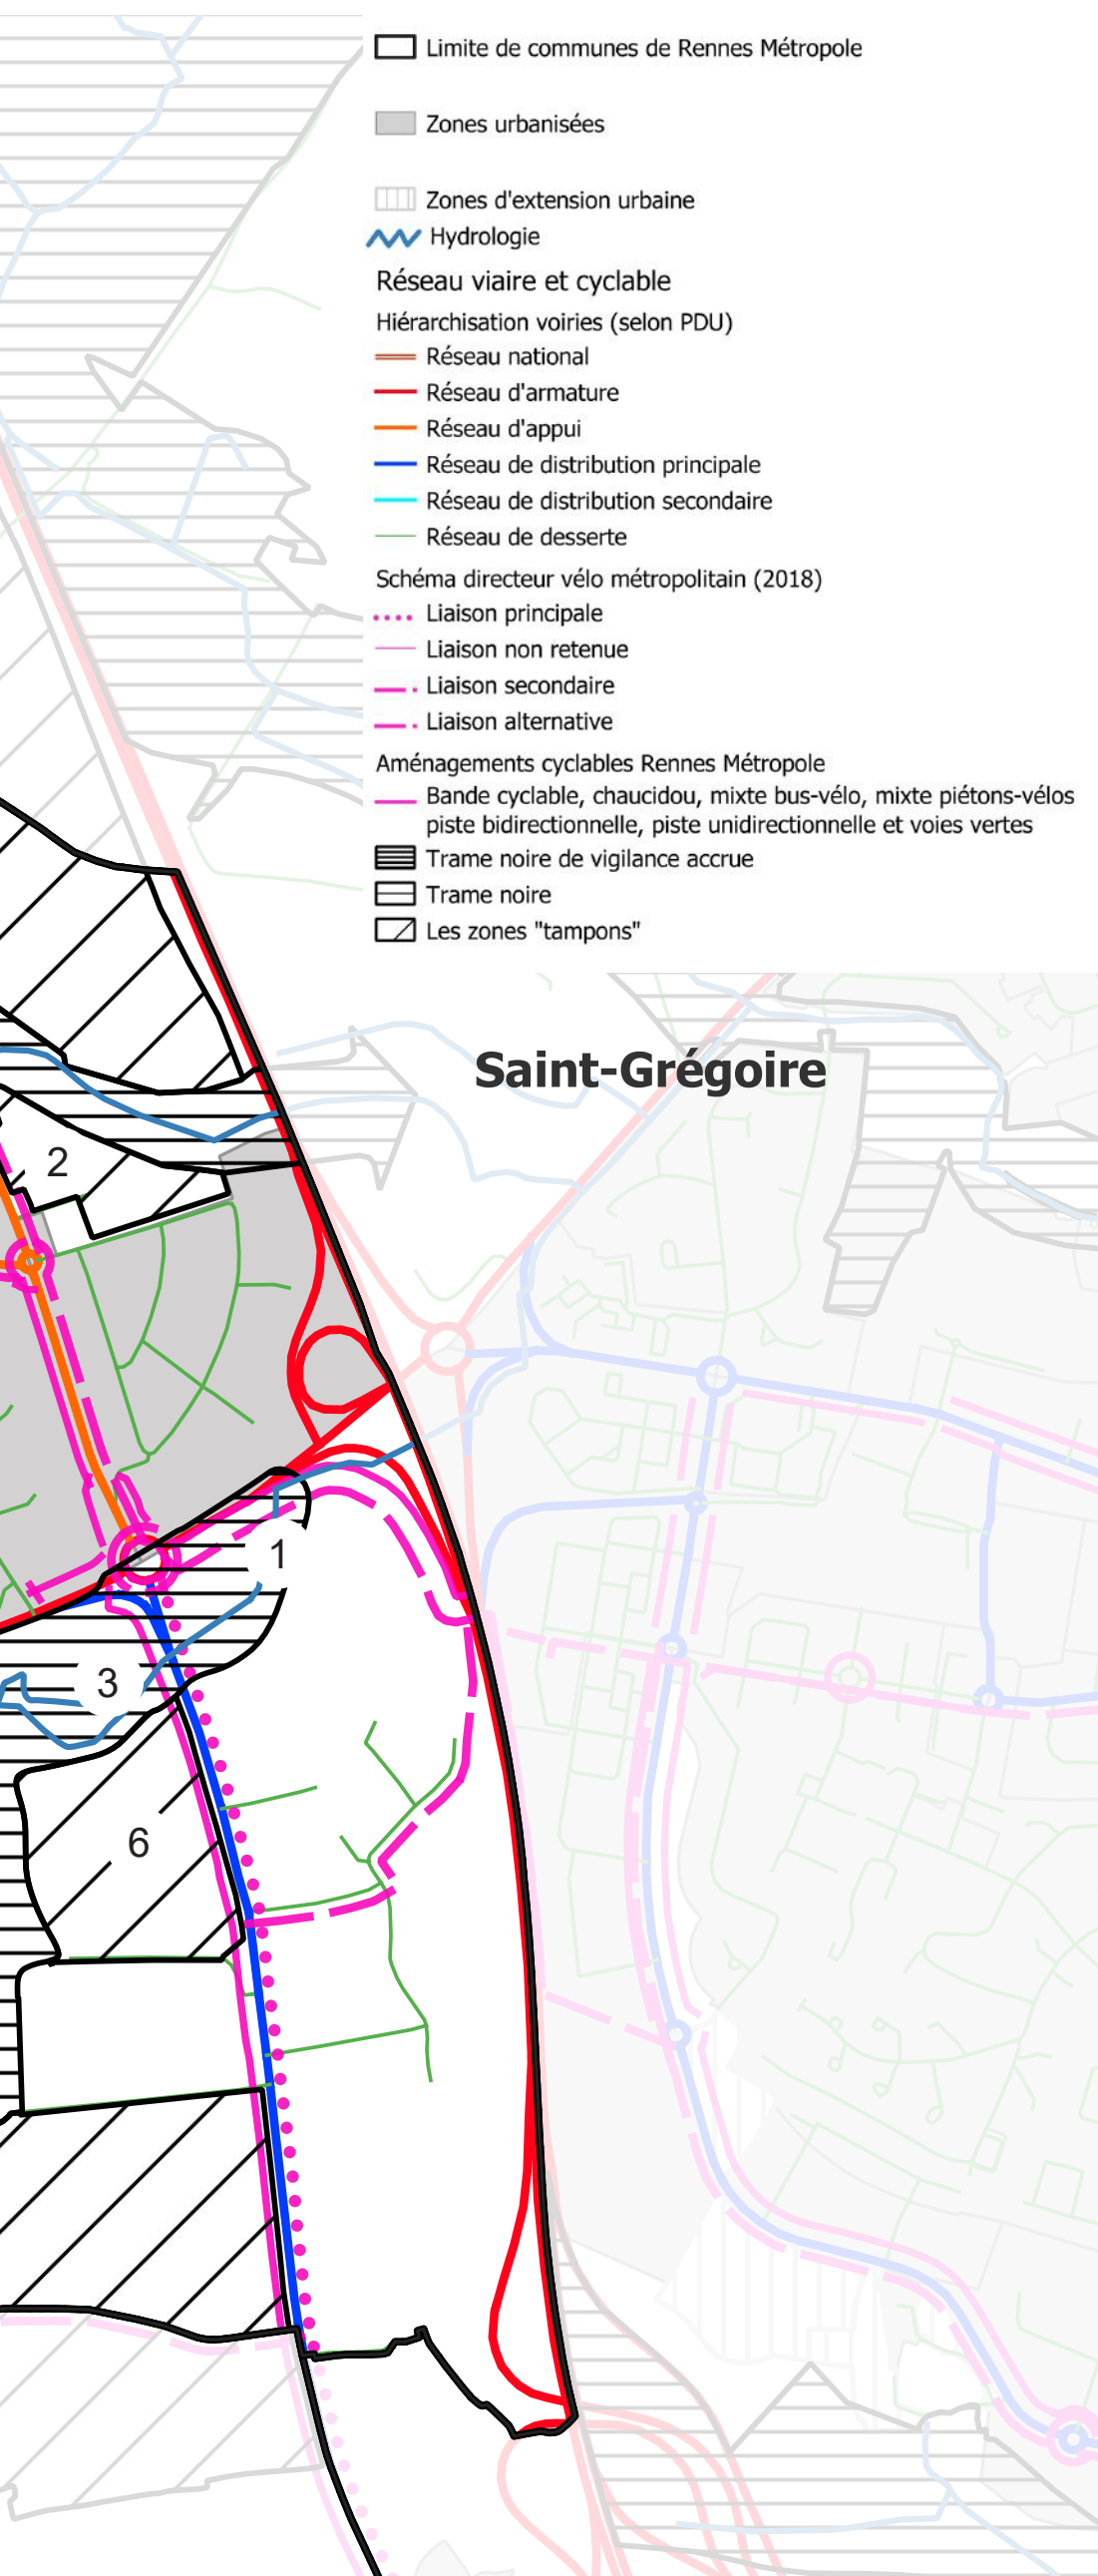 Limite de communes de Rennes Métropole
Zones urbanisées
Zones d'extension urbaine
Hydrologie
Réseau viaire et cyclable
Hiérarchisation voiries (selon PDU)
Réseau national
Réseau d'armature
Réseau d'appui
Réseau de distribution principale
Réseau de distribution secondaire
Réseau de desserte
Schéma directeur vélo métropolitain (2018)
Liaison principale
Liaison non retenue
Liaison secondaire
Liaison alternative
Aménagements cyclables Rennes Métropole
Bande cyclable, chaucidou, mixte bus-vélo, mixte piétons-vélos
piste bidirectionnelle, piste unidirectionnelle et voies vertes
Trame noire de vigilance accrue
Trame noire
Les zones "tampons"
Saint-Grégoire
2
1
3
6